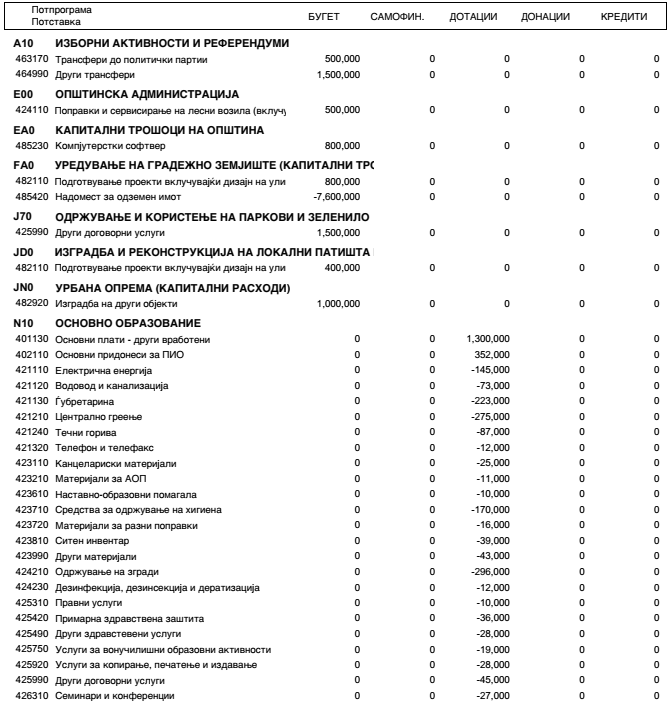 Потпрограма
Потставка БУГЕТ САМОФИН. ДОТАЦИИ ДОНАЦИИ КРЕДИТИ
A10 ИЗБОРНИ АКТИВНОСТИ И РЕФЕРЕНДУМИ
463170 Трансфери до политички партии 500,000 0 0 0 0
464990 Други трансфери 1,500,000 0 0 0 0
E00 ОПШТИНСКА АДМИНИСТРАЦИЈА
424110 Поправки и сервисирање на лесни возила (вклучу 500,000 0 0 0 0
EA0 КАПИТАЛНИ ТРОШОЦИ НА ОПШТИНА
485230 Компјутерстки софтвер 800,000 0 0 0 0
FA0 УРЕДУВАЊЕ НА ГРАДЕЖНО ЗЕМЈИШТЕ (КАПИТАЛНИ ТРО
482110 Подготвување проекти вклучувајќи дизајн на ули 800,000 0 0 0 0
485420 Надомест за одземен имот -7,600,000 0 0 0 0
J70 ОДРЖУВАЊЕ И КОРИСТЕЊЕ НА ПАРКОВИ И ЗЕЛЕНИЛО
425990 Други договорни услуги 1,500,000 0 0 0 0
JD0 ИЗГРАДБА И РЕКОНСТРУКЦИЈА НА ЛОКАЛНИ ПАТИШТА
482110 Подготвување проекти вклучувајќи дизајн на ули 400,000 0 0 0 0
JN0 УРБАНА ОПРЕМА (КАПИТАЛНИ РАСХОДИ)
482920 Изградба на други објекти 1,000,000 0 0 0 0
N10 ОСНОВНО ОБРАЗОВАНИЕ
401130 Основни плати - други вработени 0 0 1,300,000 0 0
402110 Основни придонеси за ПИО 0 0 352,000 0 0
421110 Електрична енергија 0 0 -145,000 0 0
421120 Водовод и канализација 0 0 -73,000 0 0
421130 Ѓубретарина 0 0 -223,000 0 0
421210 Централно греење 0 0 -275,000 0 0
421240 Течни горива 0 0 -87,000 0 0
421320 Телефон и телефакс 0 0 -12,000 0 0
423110 Канцелариски материјали 0 0 -25,000 0 0
423210 Материјали за АОП 0 0 -11,000 0 0
423610 Наставно-образовни помагала 0 0 -10,000 0 0
423710 Средства за одржување на хигиена 0 0 -170,000 0 0
423720 Материјали за разни поправки 0 0 -16,000 0 0
423810 Ситен инвентар 0 0 -39,000 0 0
423990 Други материјали 0 0 -43,000 0 0
424210 Одржување на згради 0 0 -296,000 0 0
424230 Дезинфекција, дезинсекција и дератизација 0 0 -12,000 0 0
425310 Правни услуги 0 0 -10,000 0 0
425420 Примарна здравствена заштита 0 0 -36,000 0 0
425490 Други здравстевени услуги 0 0 -28,000 0 0
425750 Услуги за вонучилишни образовни активности 0 0 -19,000 0 0
425920 Услуги за копирање, печатење и издавање 0 0 -28,000 0 0
425990 Други договорни услуги 0 0 -45,000 0 0
426310 Семинари и конференции 0 0 -27,000 0 0